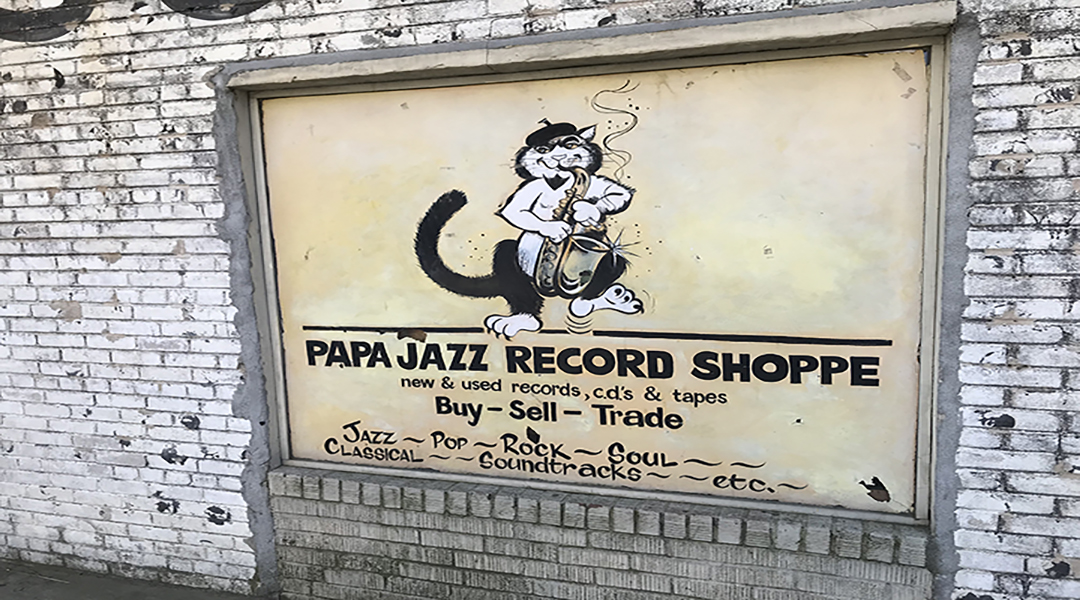 PAPA JAZZ RECORD SHOPPE
new & used records, c.d.'s & tapes
Buy - Sell - Trade
JAZZ ~ POP ~ ROCK ~ SOUL ~ ~
CLASSICAL ~ ~ Soundtracks ~ ~ etc. ~